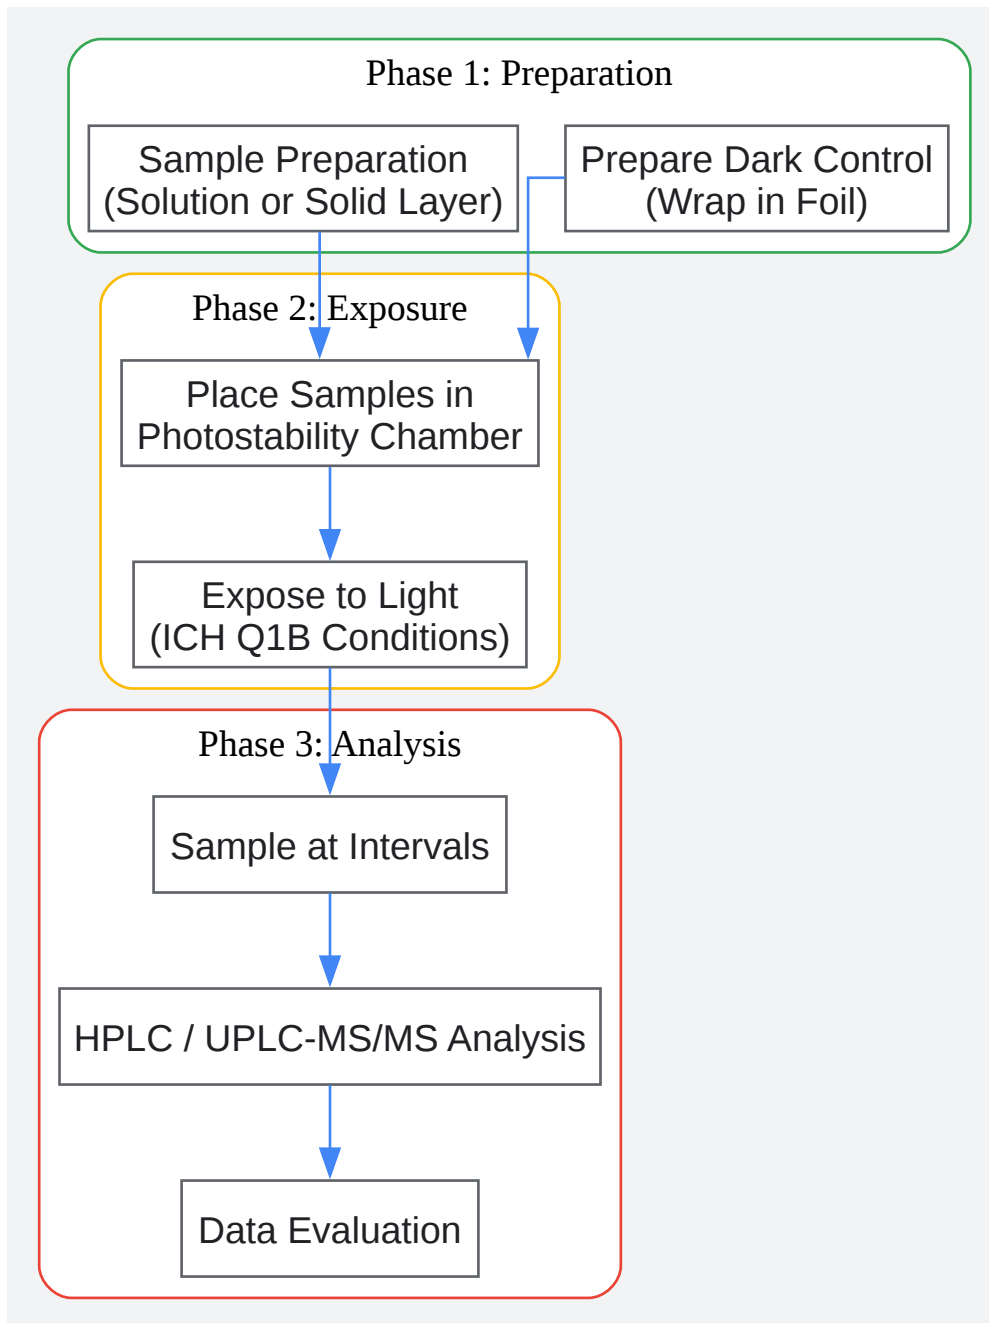 Phase 1: Preparation
Sample Preparation
(Solution or Solid Layer)
Prepare Dark Control
(Wrap in Foil)
Phase 2: Exposure
Place Samples in
Photostability Chamber
Expose to Light
(ICH Q1B Conditions)
Phase 3: Analysis
Sample at Intervals
HPLC / UPLC-MS/MS Analysis
Data Evaluation